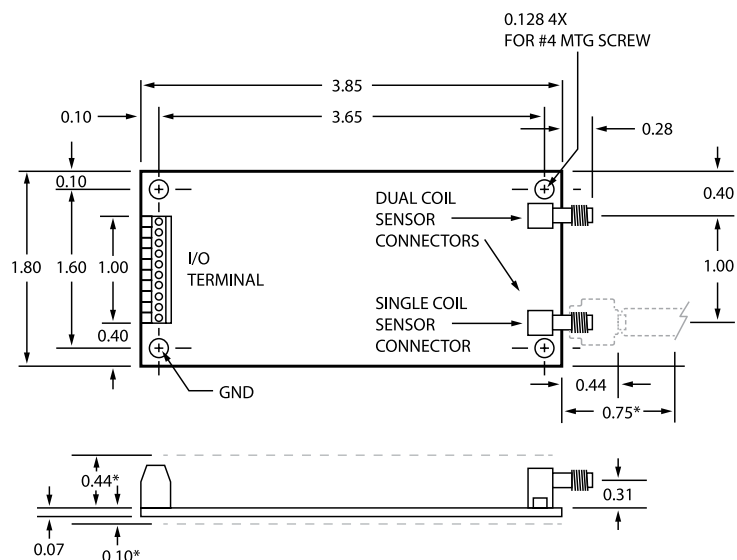 0.128 4X
FOR #4 MTG SCREW
3.85
0.10
3.65
0.28
0.10
0.40
DUAL COIL
SENSOR
CONNECTORS
1.80
1.60
1.00
I/O
TERMINAL
1.00
SINGLE COIL
SENSOR
CONNECTOR
0.40
GND
0.44
0.75*
0.44*
0.31
0.07
0.10*